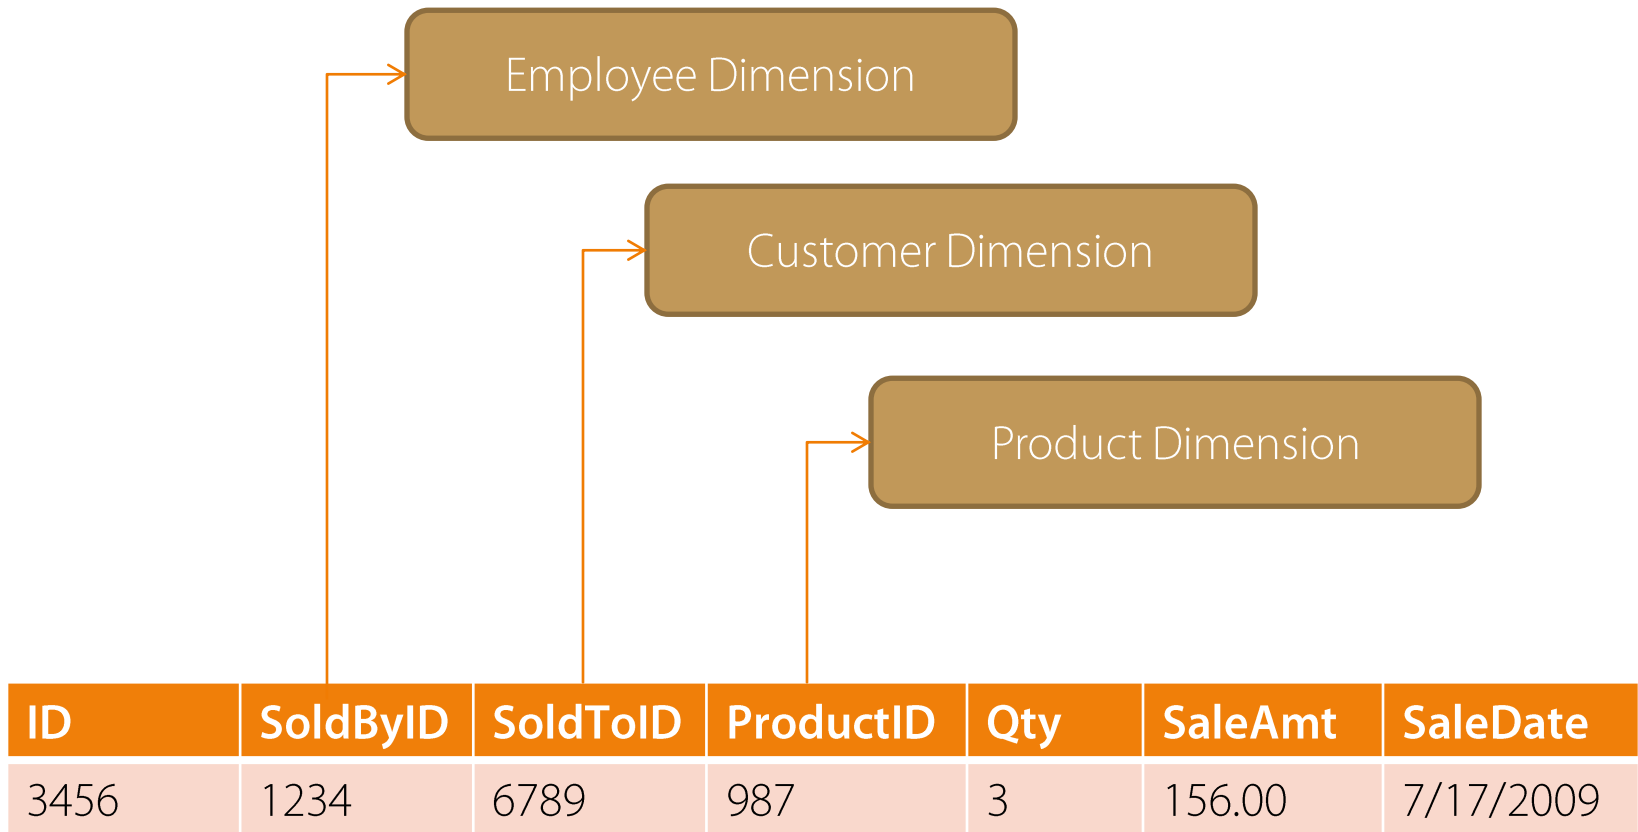 Employee Dimension
Customer Dimension
Product Dimension
ID SoldByID SoldToID ProductID Qty SaleAmt SaleDate
3456 1234 6789 987 3 156.00 7/17/2009